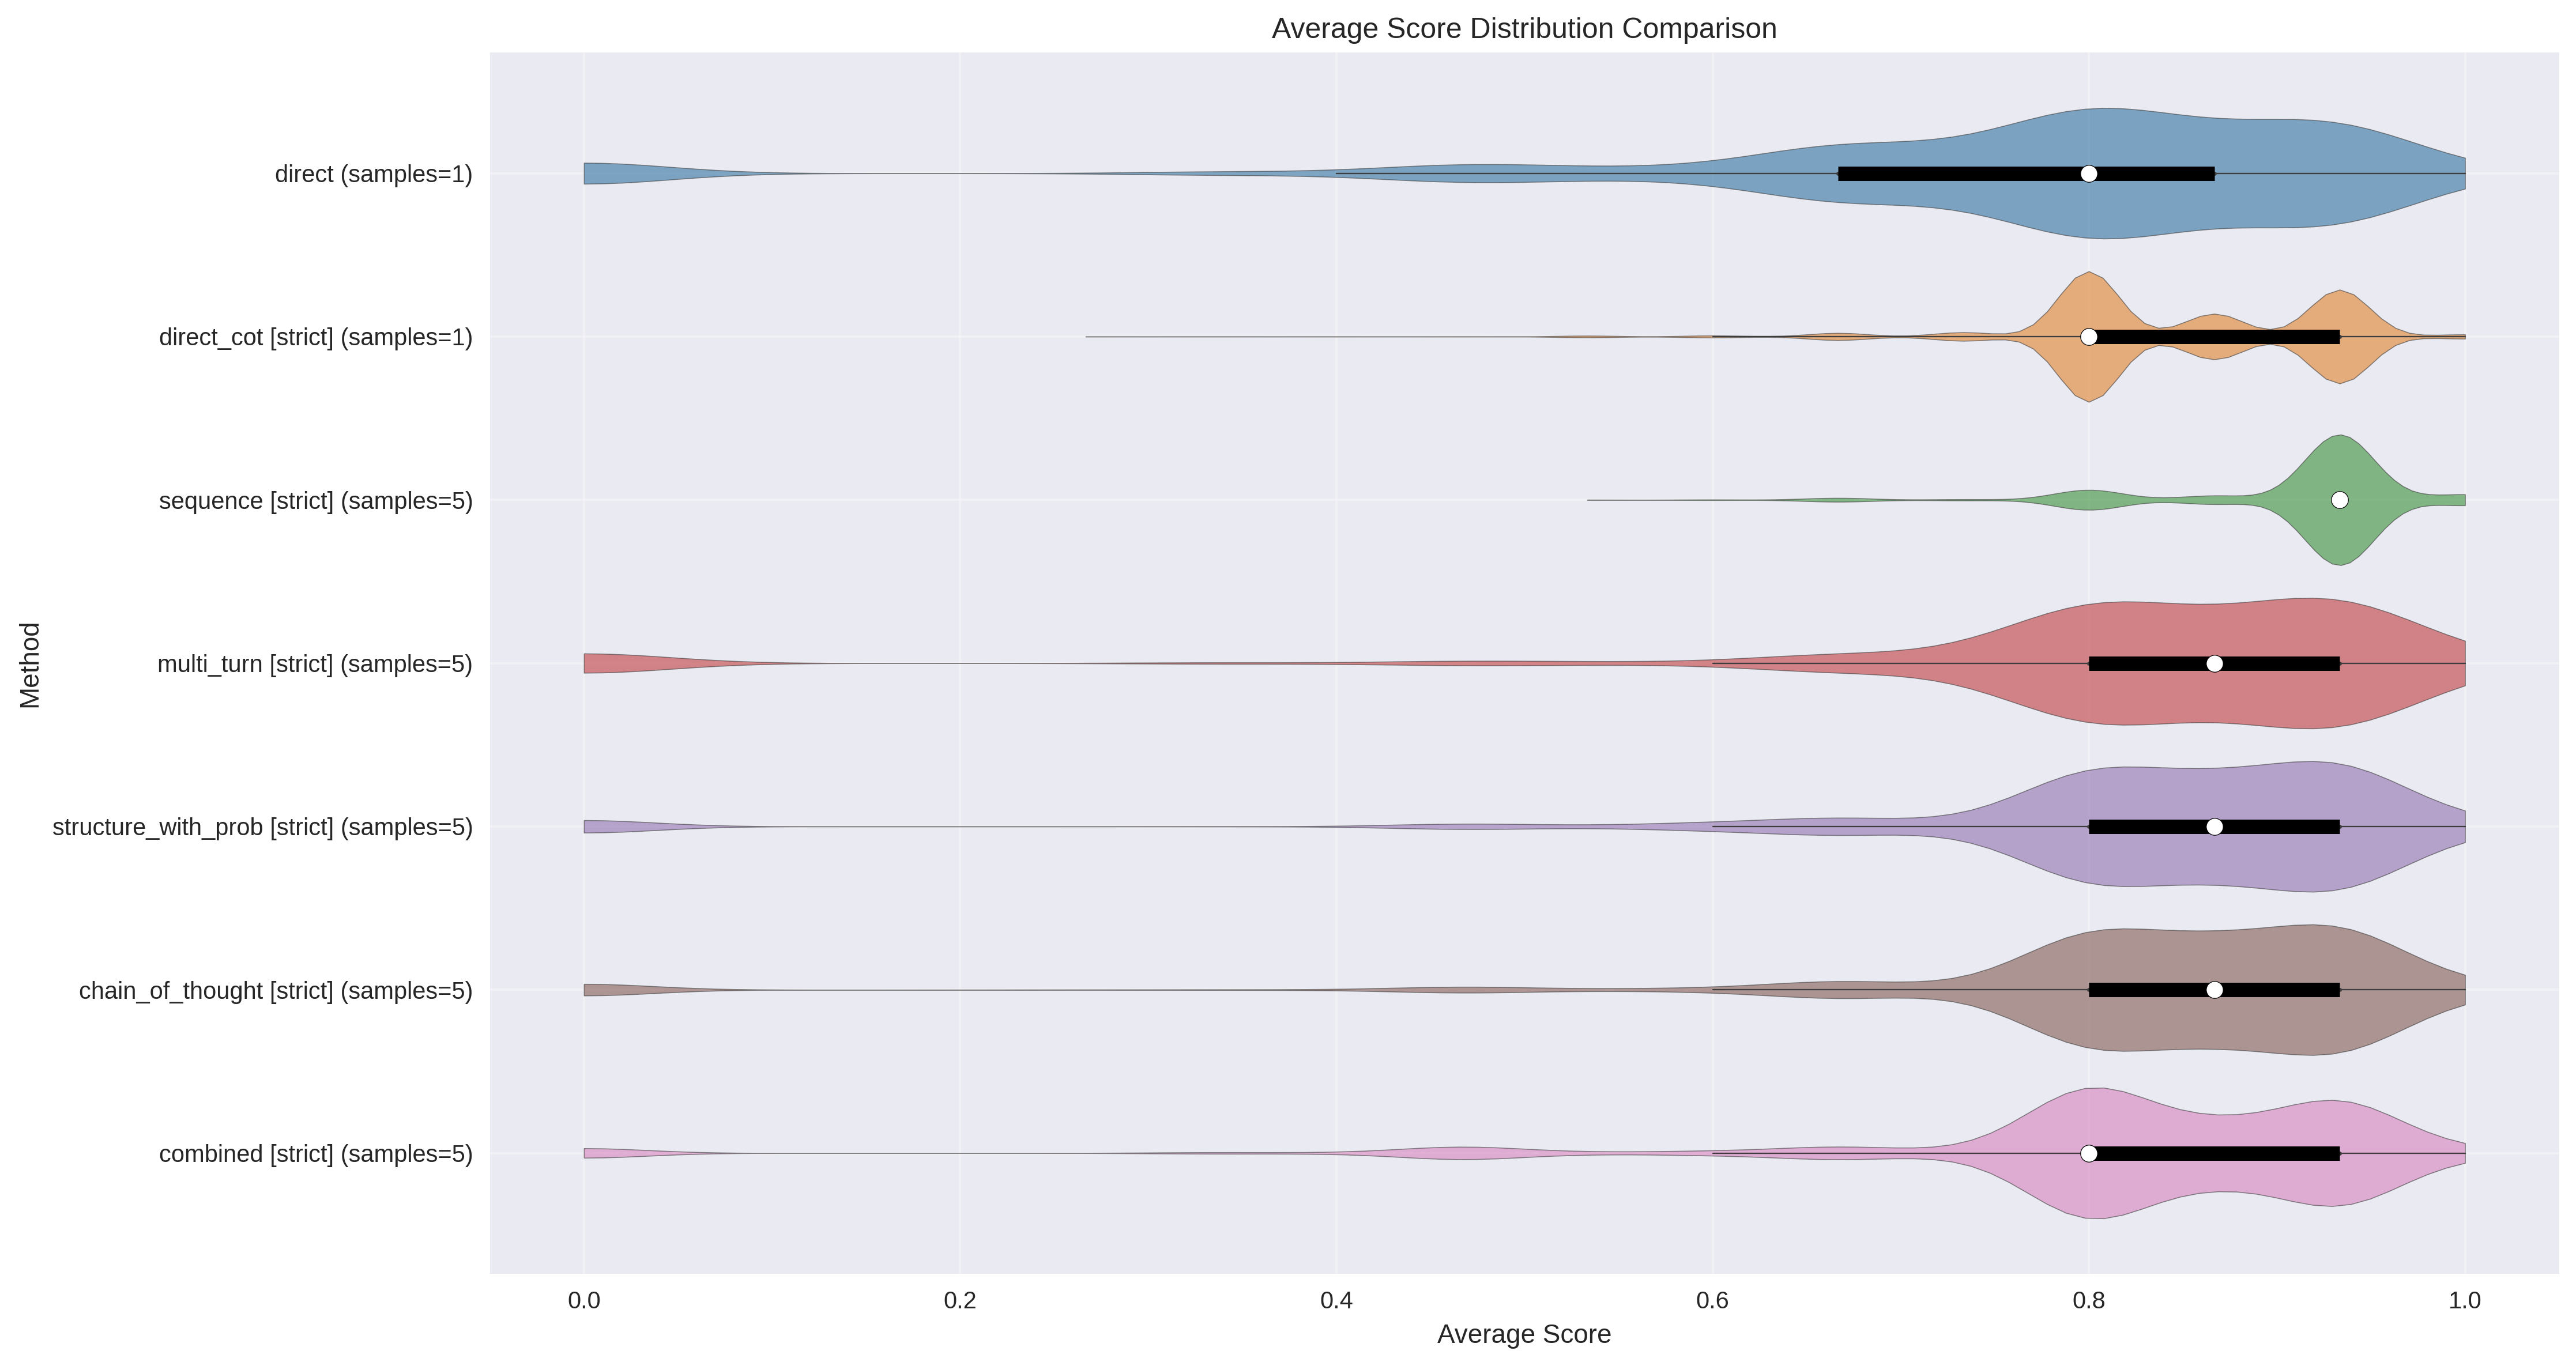 Average Score Distribution Comparison
Method
direct (samples=1)
direct_cot [strict] (samples=1)
sequence [strict] (samples=5)
multi_turn [strict] (samples=5)
structure_with_prob [strict] (samples=5)
chain_of_thought [strict] (samples=5)
combined [strict] (samples=5)
0.0 0.2 0.4 0.6 0.8 1.0
Average Score